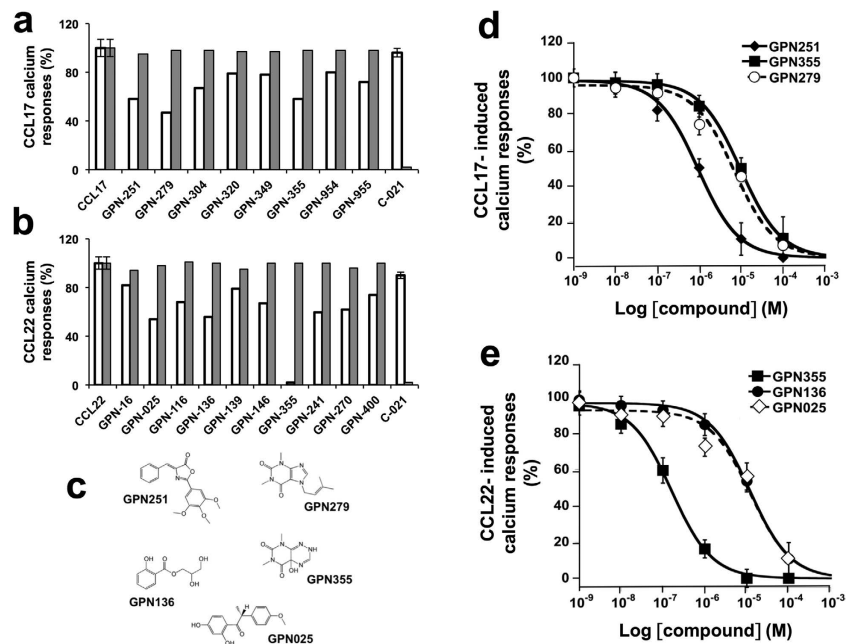 a
CCL17 calcium
responses (%)
120
80
40
0
CCL17
GPN-251
GPN-279
GPN-304
GPN-320
GPN-349
GPN-355
GPN-954
GPN-955
C-021
b
CCL22 calcium
responses (%)
120
80
40
0
CCL22
GPN-16
GPN-025
GPN-116
GPN-136
GPN-139
GPN-146
GPN-355
GPN-241
GPN-270
GPN-400
C-021
c
GPN251
GPN279
GPN136
GPN355
GPN025
d
CCL17- induced
calcium responses
(%)
120
100
80
60
40
20
0
GPN251
GPN355
GPN279
10-9 10-8 10-7 10-6 10-5 10-4 10-3
Log [compound] (M)
e
CCL22- induced
calcium responses
(%)
120
100
80
60
40
20
0
GPN355
GPN136
GPN025
10-9 10-8 10-7 10-6 10-5 10-4 10-3
Log [compound] (M)